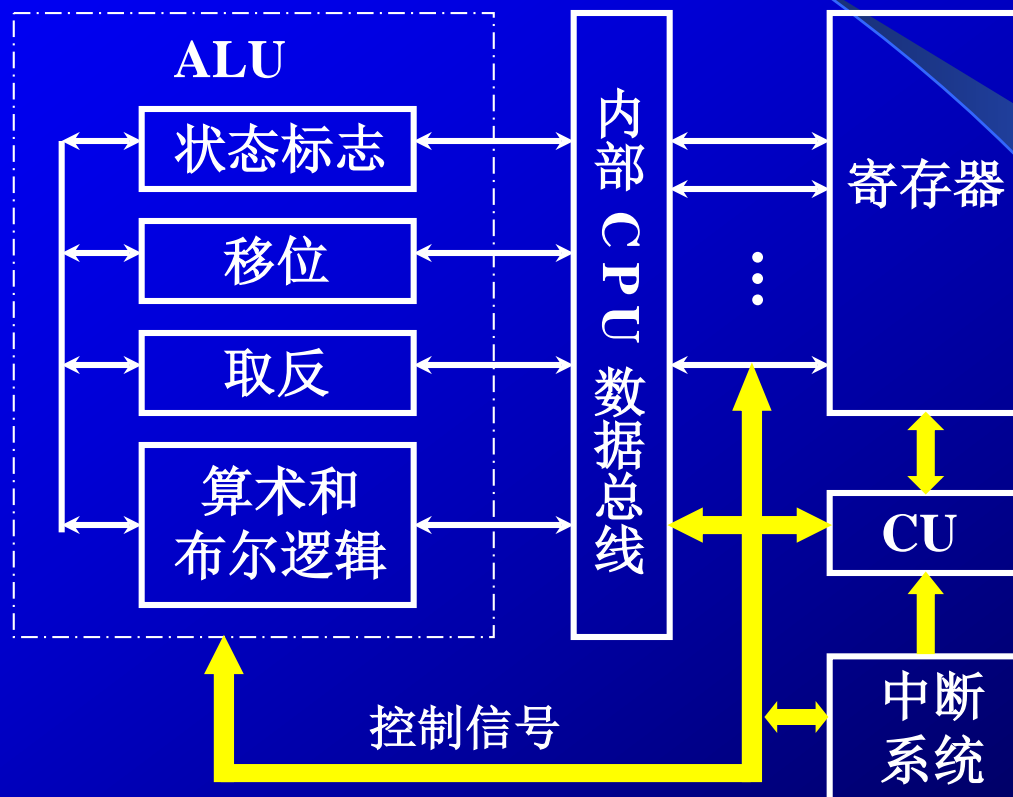 ALU
状态标志
移位
取反
算术和
布尔逻辑
内部CPU数据总线
…
寄存器
CU
中断
系统
控制信号